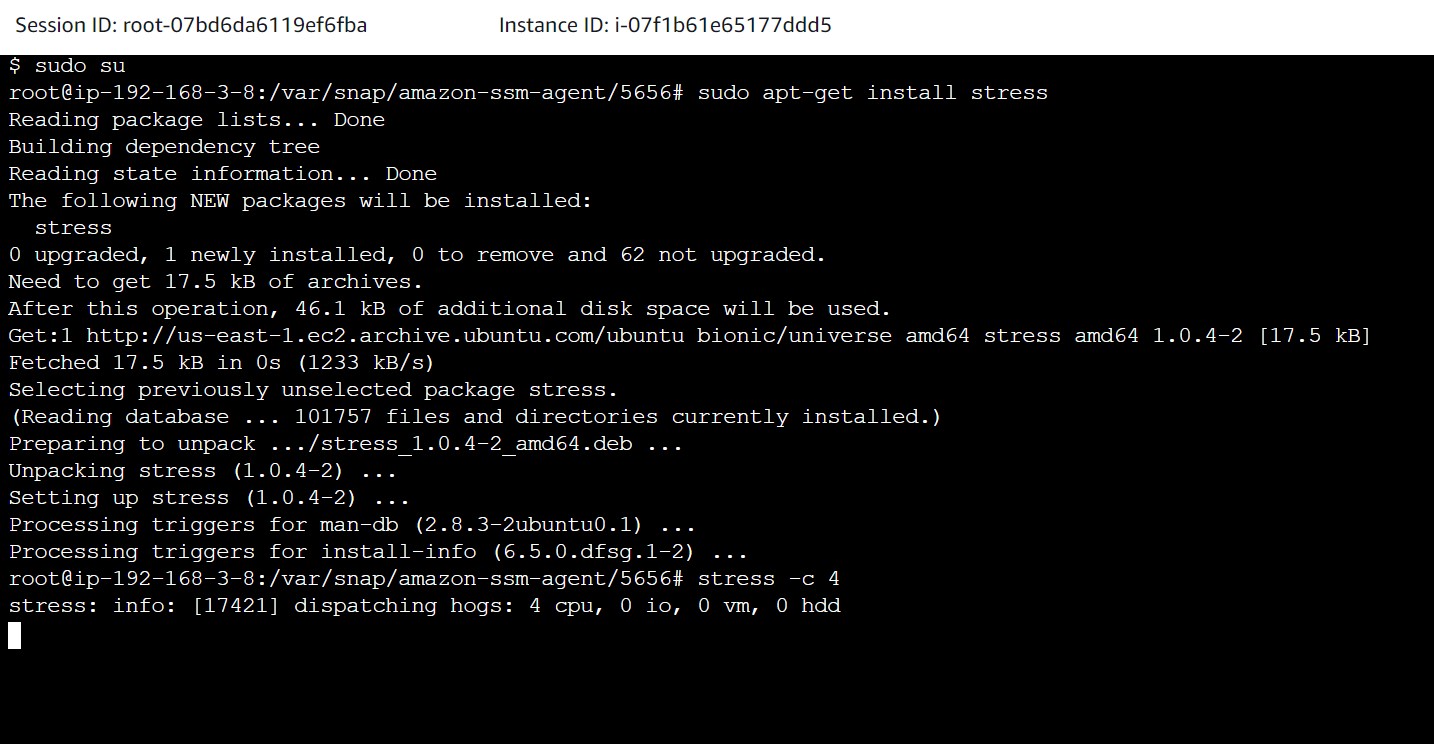 Session ID: root-07bd6da6119ef6fba Instance ID: i-07f1b61e65177ddd5
$ sudo su
root@ip-192-168-3-8:/var/snap/amazon-ssm-agent/5656# sudo apt-get install stress
Reading package lists... Done
Building dependency tree
Reading state information... Done
The following NEW packages will be installed:
  stress
0 upgraded, 1 newly installed, 0 to remove and 62 not upgraded.
Need to get 17.5 kB of archives.
After this operation, 46.1 kB of additional disk space will be used.
Get:1 http://us-east-1.ec2.archive.ubuntu.com/ubuntu bionic/universe amd64 stress amd64 1.0.4-2 [17.5 kB]
Fetched 17.5 kB in 0s (1233 kB/s)
Selecting previously unselected package stress.
(Reading database ... 101757 files and directories currently installed.)
Preparing to unpack .../stress_1.0.4-2_amd64.deb ...
Unpacking stress (1.0.4-2) ...
Setting up stress (1.0.4-2) ...
Processing triggers for man-db (2.8.3-2ubuntu0.1) ...
Processing triggers for install-info (6.5.0.dfsg.1-2) ...
root@ip-192-168-3-8:/var/snap/amazon-ssm-agent/5656# stress -c 4
stress: info: [17421] dispatching hogs: 4 cpu, 0 io, 0 vm, 0 hdd